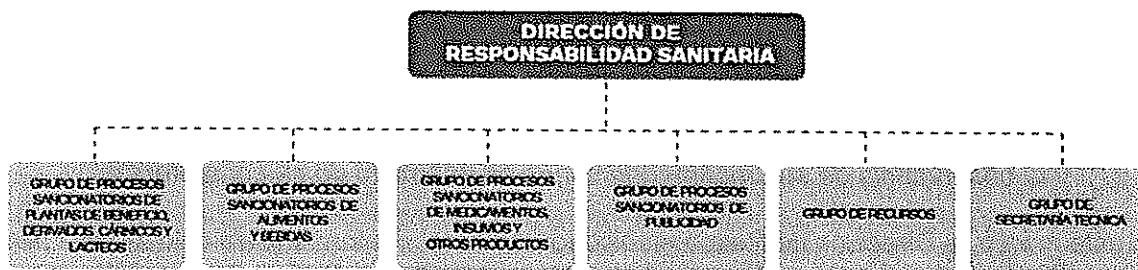 DIRECCIÓN DE
RESPONSABILIDAD SANITARIA
GRUPO DE PROCESOS
SANCIONATORIOS DE
PLANTAS DE BENEFICIO,
DERIVADOS CÁRNICOS Y
LACTEOS
GRUPO DE PROCESOS
SANCIONATORIOS DE
ALIMENTOS
Y BEBIDAS
GRUPO DE PROCESOS
SANCIONATORIOS
DE MEDICAMENTOS,
INSUMOS Y
OTROS PRODUCTOS
GRUPO DE PROCESOS
SANCIONATORIOS DE
PUBLICIDAD
GRUPO DE RECURSOS
GRUPO DE
SECRETARÍA TECNICA